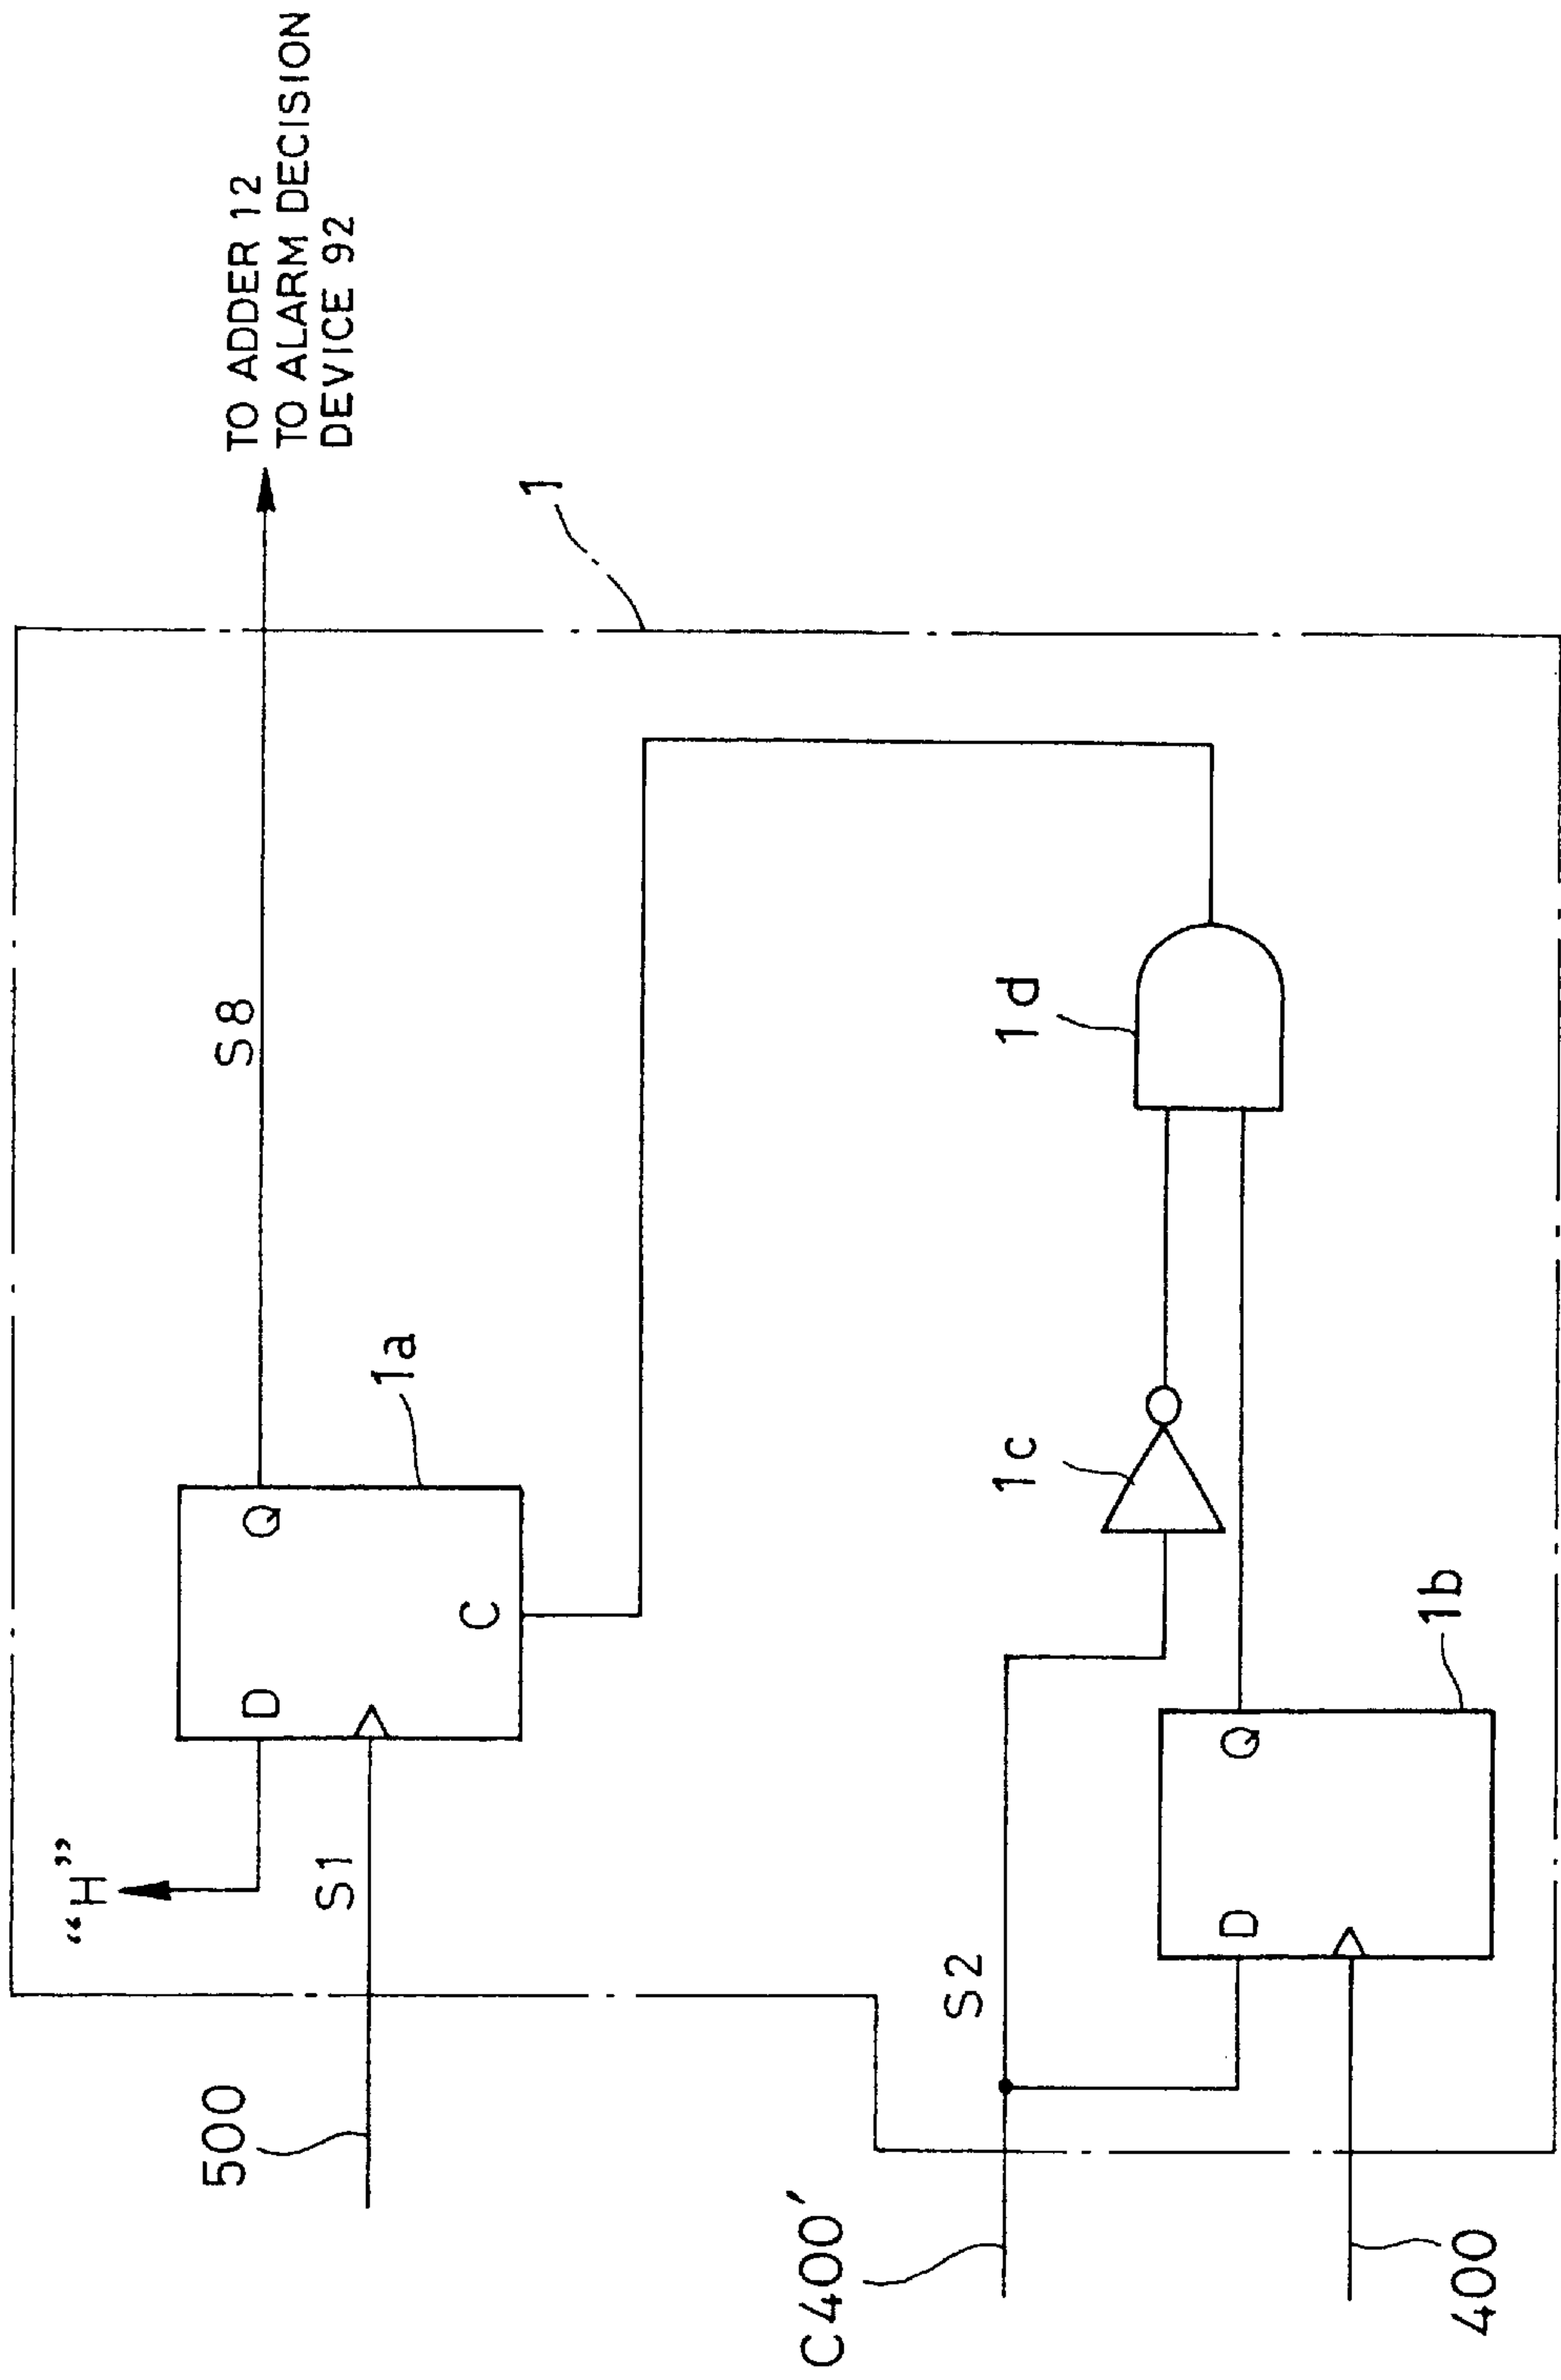 TO ADDER 12
TO ALARM DECISION
DEVICE 92
1
S8
1a
Q
D
C
"H"
S1
500
1d
1c
S2
C400'
1b
Q
D
400